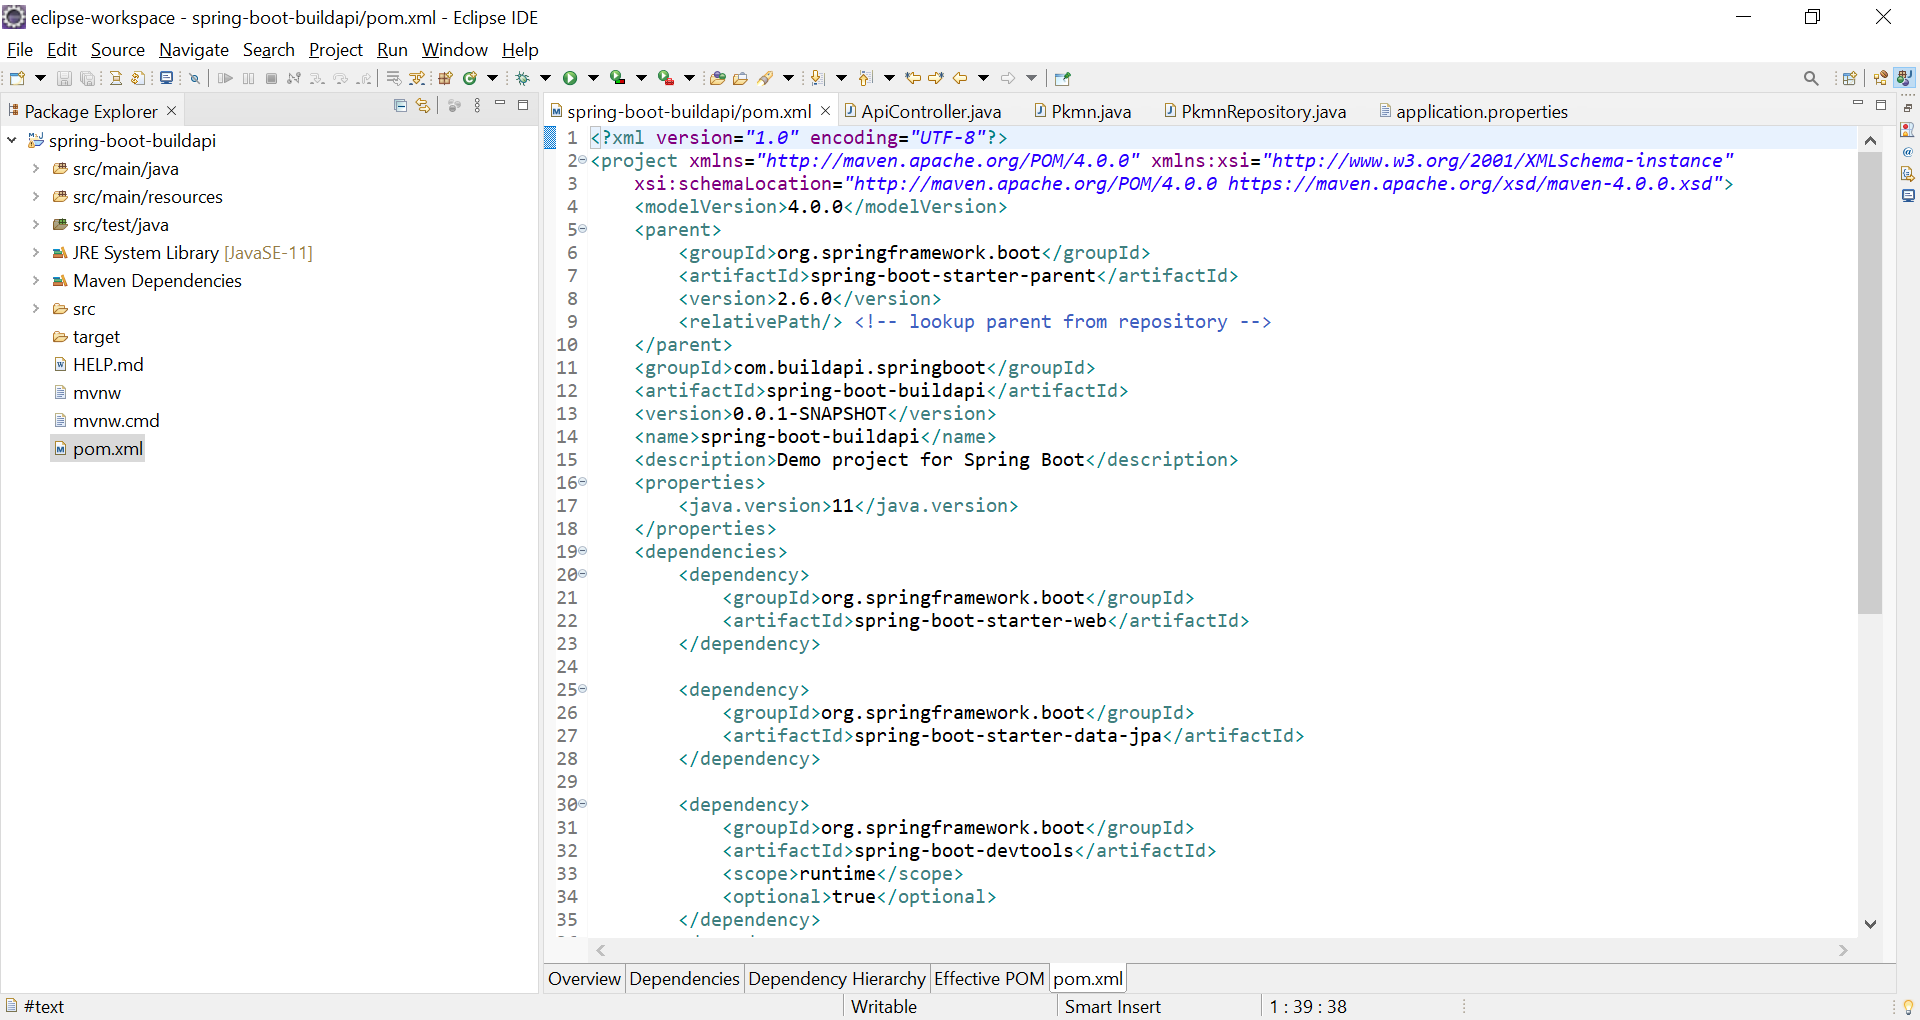 eclipse-workspace - spring-boot-buildapi/pom.xml - Eclipse IDE
File Edit Source Navigate Search Project Run Window Help
Package Explorer
spring-boot-buildapi
src/main/java
src/main/resources
src/test/java
JRE System Library [JavaSE-11]
Maven Dependencies
src
target
HELP.md
mvnw
mvnw.cmd
pom.xml
spring-boot-buildapi/pom.xml ApiController.java Pkmn.java PkmnRepository.java application.properties
1 <?xml version="1.0" encoding="UTF-8"?>
2 <project xmlns="http://maven.apache.org/POM/4.0.0" xmlns:xsi="http://www.w3.org/2001/XMLSchema-instance"
3     xsi:schemaLocation="http://maven.apache.org/POM/4.0.0 https://maven.apache.org/xsd/maven-4.0.0.xsd">
4     <modelVersion>4.0.0</modelVersion>
5     <parent>
6         <groupId>org.springframework.boot</groupId>
7         <artifactId>spring-boot-starter-parent</artifactId>
8         <version>2.6.0</version>
9         <relativePath/> <!-- lookup parent from repository -->
10     </parent>
11     <groupId>com.buildapi.springboot</groupId>
12     <artifactId>spring-boot-buildapi</artifactId>
13     <version>0.0.1-SNAPSHOT</version>
14     <name>spring-boot-buildapi</name>
15     <description>Demo project for Spring Boot</description>
16     <properties>
17         <java.version>11</java.version>
18     </properties>
19     <dependencies>
20         <dependency>
21             <groupId>org.springframework.boot</groupId>
22             <artifactId>spring-boot-starter-web</artifactId>
23         </dependency>
24
25         <dependency>
26             <groupId>org.springframework.boot</groupId>
27             <artifactId>spring-boot-starter-data-jpa</artifactId>
28         </dependency>
29
30         <dependency>
31             <groupId>org.springframework.boot</groupId>
32             <artifactId>spring-boot-devtools</artifactId>
33             <scope>runtime</scope>
34             <optional>true</optional>
35         </dependency>
Overview Dependencies Dependency Hierarchy Effective POM pom.xml
#text Writable Smart Insert 1 : 39 : 38